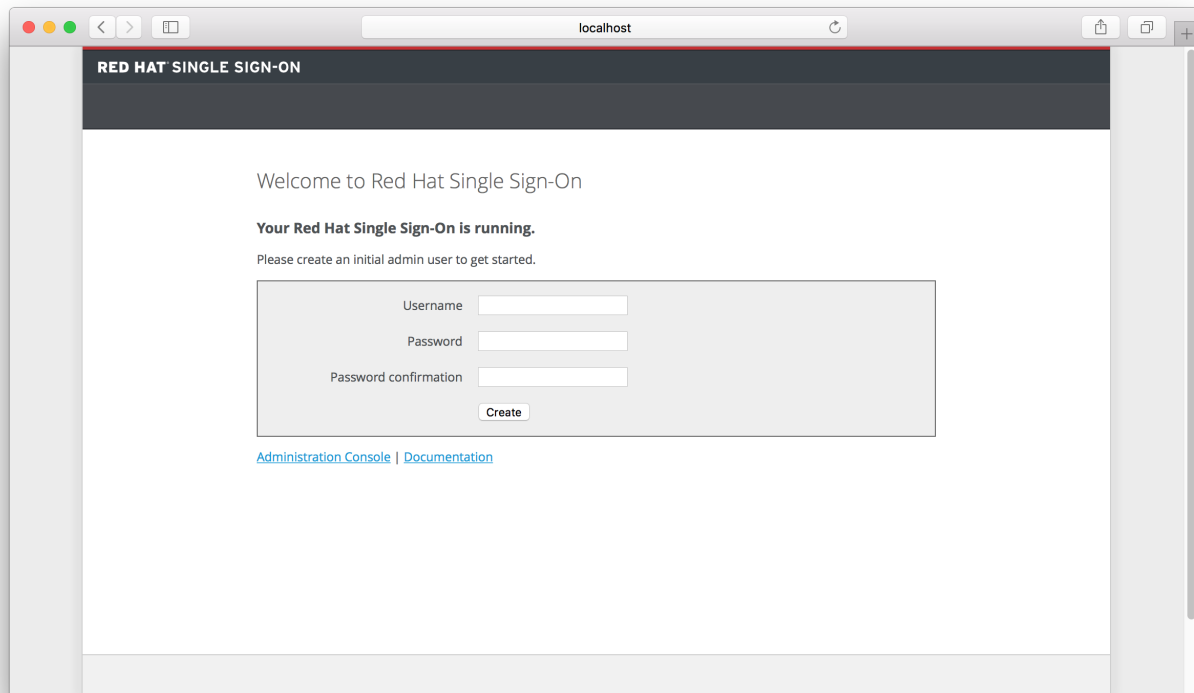 localhost
RED HAT® SINGLE SIGN-ON
Welcome to Red Hat Single Sign-On
Your Red Hat Single Sign-On is running.
Please create an initial admin user to get started.
Username
Password
Password confirmation
Create
Administration Console | Documentation